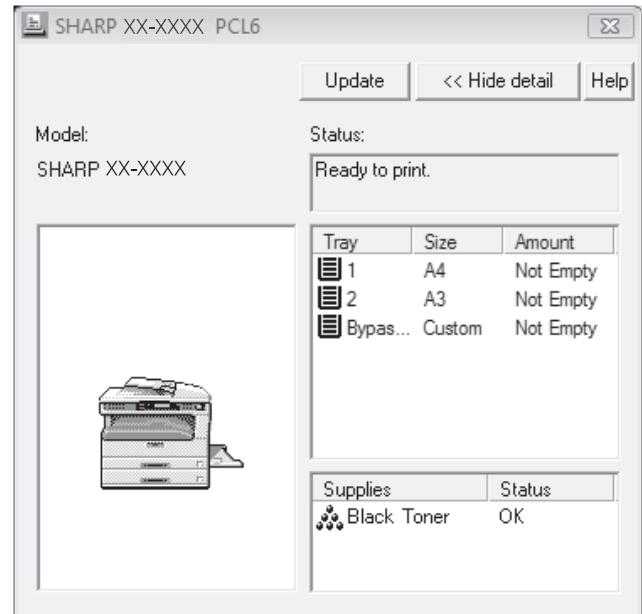 SHARP XX-XXXX PCL6
Update << Hide detail Help
Model:
SHARP XX-XXXX
Status:
Ready to print.
Tray Size Amount
1 A4 Not Empty
2 A3 Not Empty
Bypas... Custom Not Empty
Supplies Status
Black Toner OK